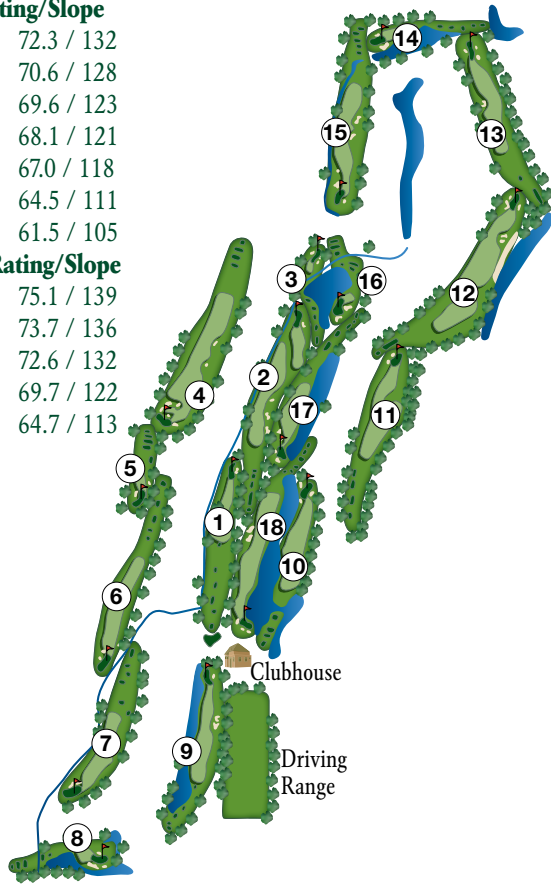 ting/Slope
72.3 / 132
70.6 / 128
69.6 / 123
68.1 / 121
67.0 / 118
64.5 / 111
61.5 / 105
Rating/Slope
75.1 / 139
73.7 / 136
72.6 / 132
69.7 / 122
64.7 / 113
14
15
13
3
16
12
2
4
17
11
5
1
18
10
6
Clubhouse
7
9
Driving
Range
8